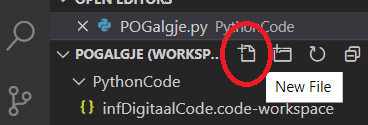 OPEN EDITORS
POGalgje.py PythonCode
POGALGJE (WORKSP...
PythonCode
New File
{} infDigitaalCode.code-workspace